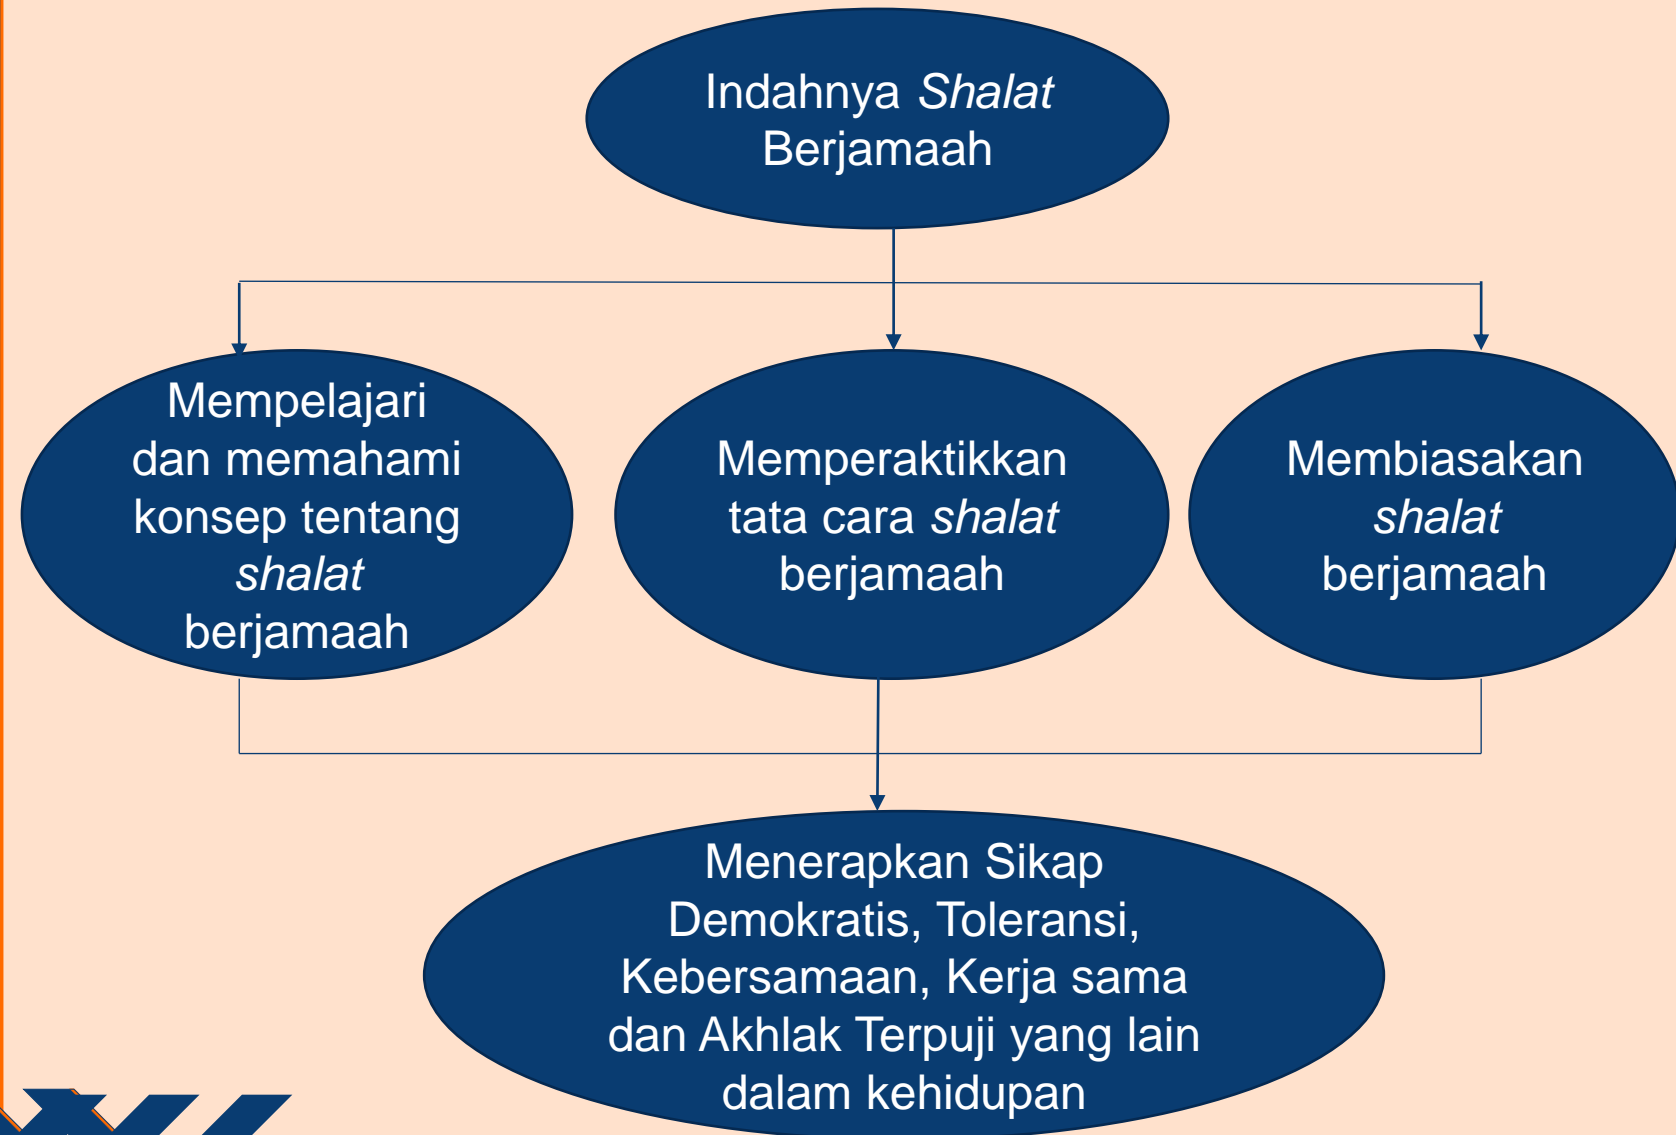 Indahnya Shalat
Berjamaah
Mempelajari
dan memahami
konsep tentang
shalat
berjamaah
Memperaktikkan
tata cara shalat
berjamaah
Membiasakan
shalat
berjamaah
Menerapkan Sikap
Demokratis, Toleransi,
Kebersamaan, Kerja sama
dan Akhlak Terpuji yang lain
dalam kehidupan